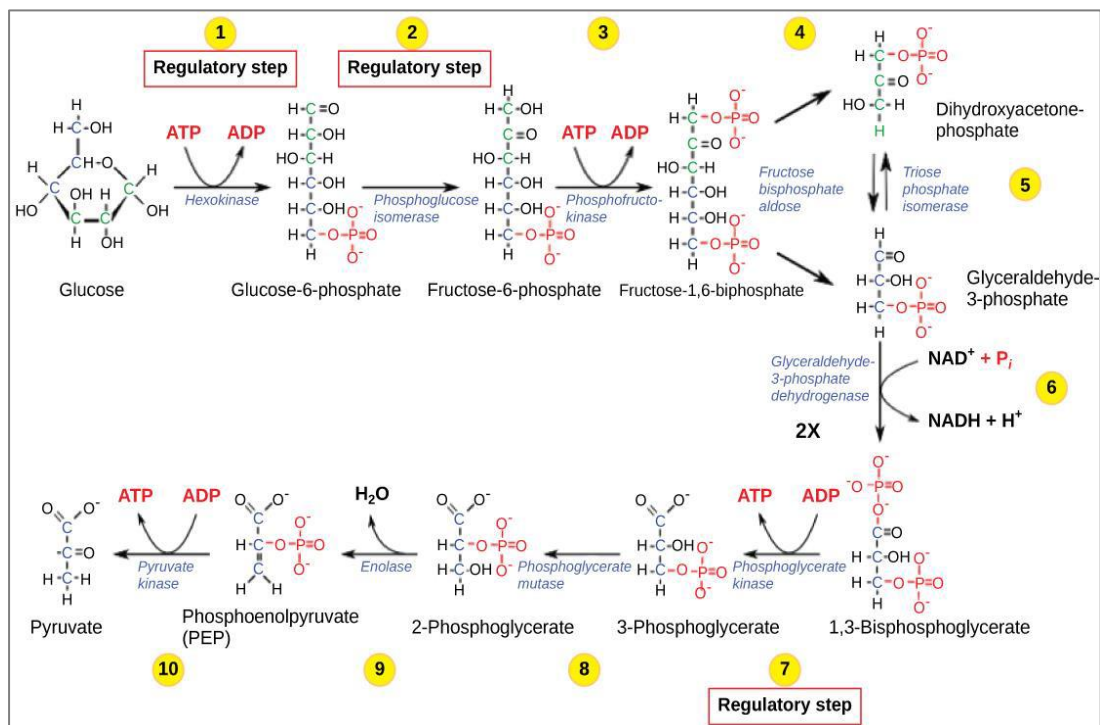 1
2
3
4
Regulatory step
Regulatory step
ATP ADP
Hexokinase
Phosphoglucose
isomerase
ATP ADP
Phosphofructo-
kinase
Fructose
bisphosphate
aldose
Dihydroxyacetone-
phosphate
Triose
phosphate
isomerase
5
Glucose
Glucose-6-phosphate
Fructose-6-phosphate
Fructose-1,6-biphosphate
Glyceraldehyde-
3-phosphate
Glyceraldehyde-
3-phosphate
dehydrogenase
NAD⁺ + Pi
NADH + H⁺
6
2X
ATP ADP
Pyruvate
kinase
H₂O
Enolase
Phosphoglycerate
mutase
ATP ADP
Phosphoglycerate
kinase
Pyruvate
Phosphoenolpyruvate
(PEP)
2-Phosphoglycerate
3-Phosphoglycerate
1,3-Bisphosphoglycerate
10
9
8
7
Regulatory step